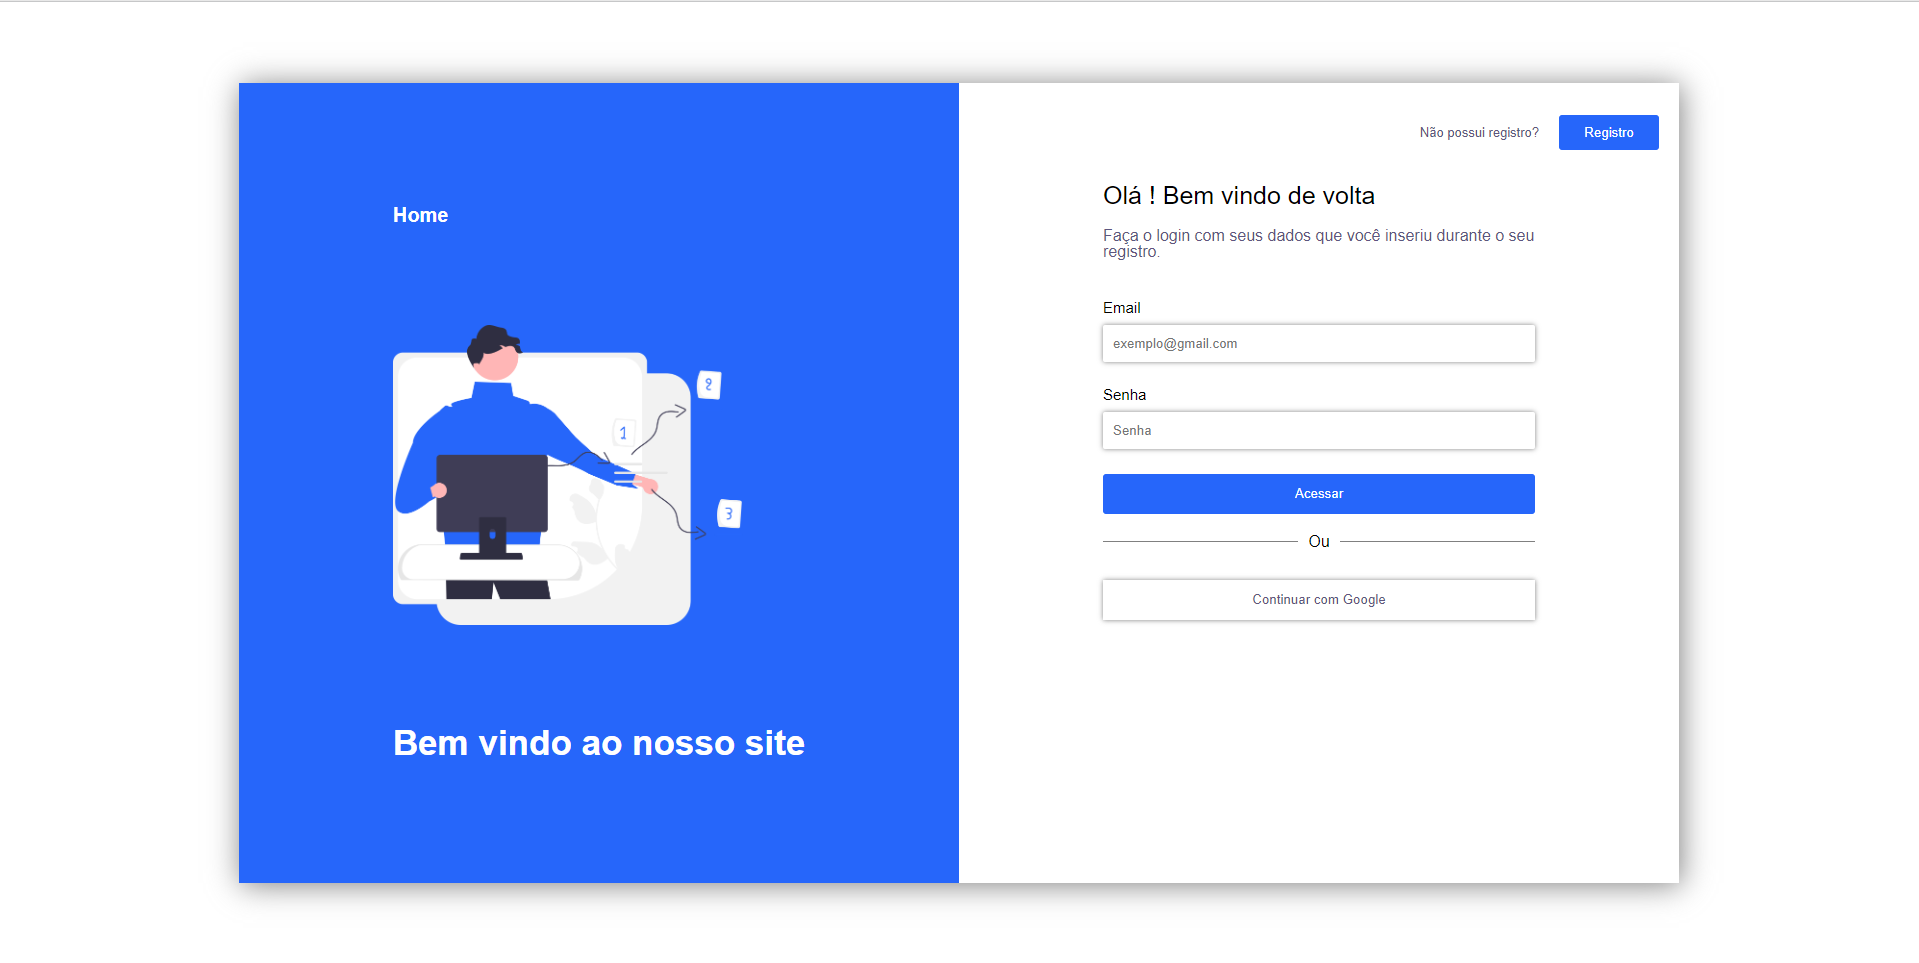 Home
1
2
3
Bem vindo ao nosso site
Não possui registro?
Registro
Olá ! Bem vindo de volta
Faça o login com seus dados que você inseriu durante o seu
registro.
Email
exemplo@gmail.com
Senha
Senha
Acessar
Ou
Continuar com Google